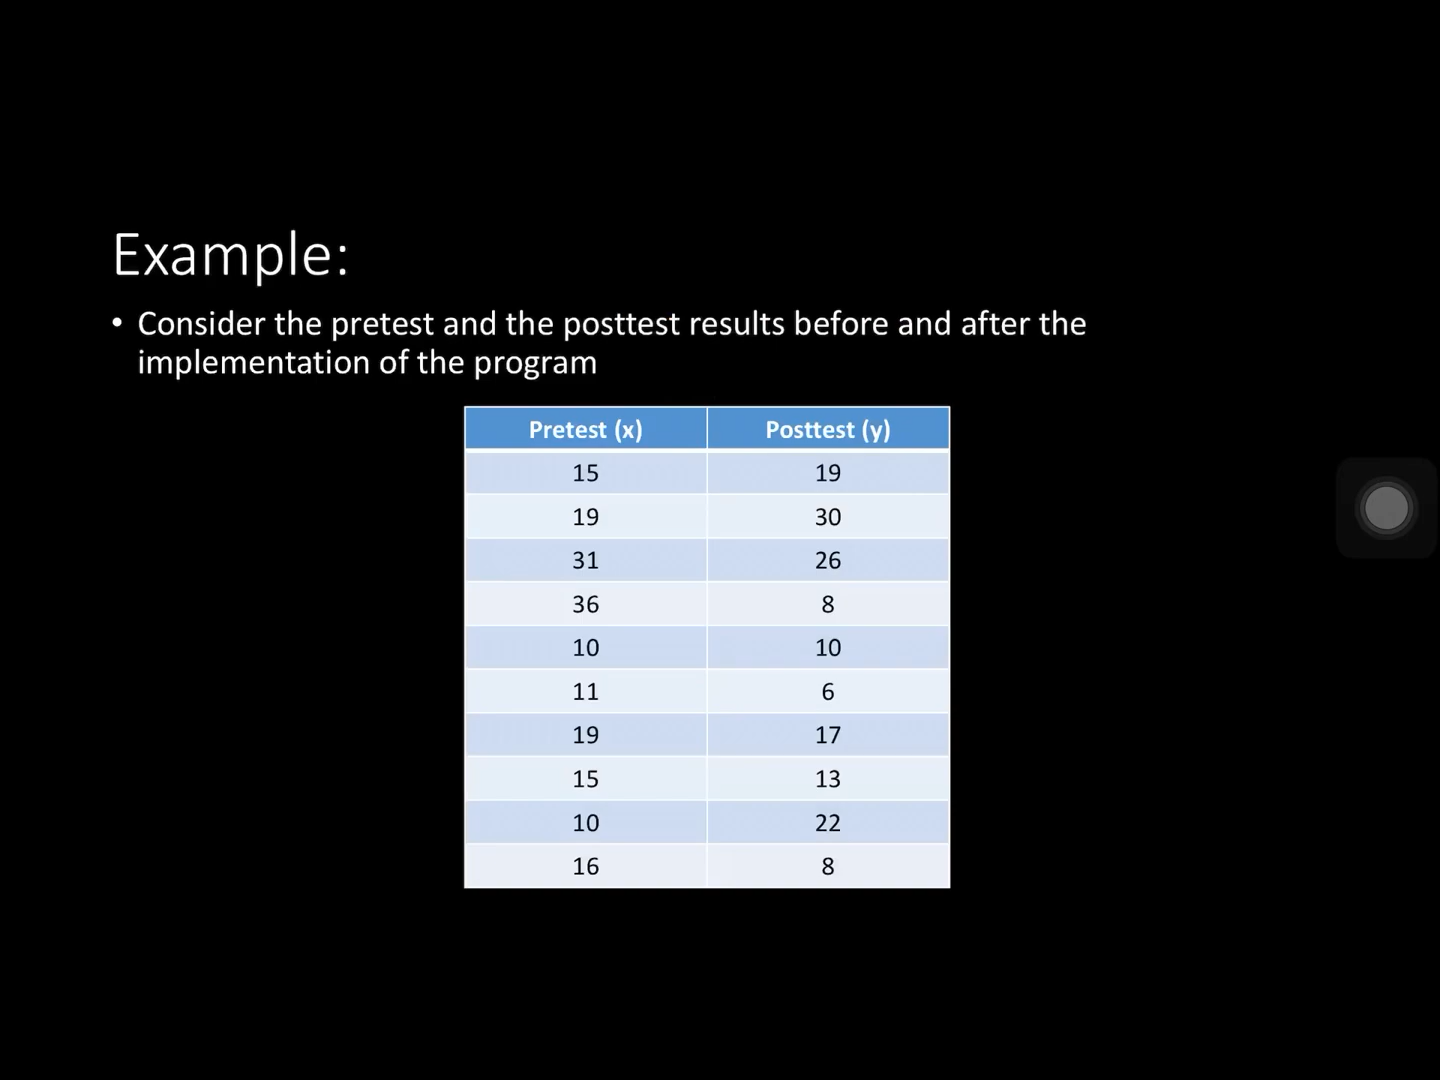 Example:
• Consider the pretest and the posttest results before and after the
implementation of the program
Pretest (x) Posttest (y)
15 19
19 30
31 26
36 8
10 10
11 6
19 17
15 13
10 22
16 8